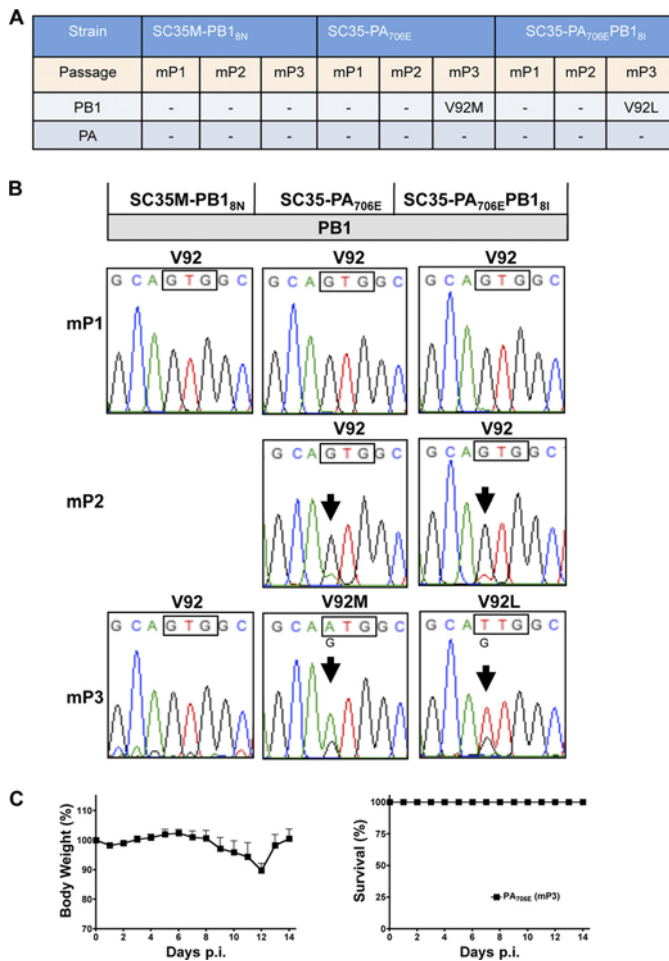 A
Strain SC35M-PB1₈N SC35-PA₇₀₆E SC35-PA₇₀₆EPB1₈I
Passage mP1 mP2 mP3 mP1 mP2 mP3 mP1 mP2 mP3
PB1 - - - - - V92M - - V92L
PA - - - - - - - - -
B
SC35M-PB1₈N SC35-PA₇₀₆E SC35-PA₇₀₆EPB1₈I
PB1
V92 V92 V92
G C A G T G G C G C A G T G G C G C A G T G G C
mP1
V92 V92
G C A G T G G C G C A G T G G C
mP2
V92 V92M V92L
G C A G T G G C G C A A T G G C G C A T T G G C
G G
mP3
C
Body Weight (%)
110
100
90
80
70
0 2 4 6 8 10 12 14
Days p.i.
Survival (%)
100
75
50
25
0
PA₇₀₆E (mP3)
0 2 4 6 8 10 12 14
Days p.i.